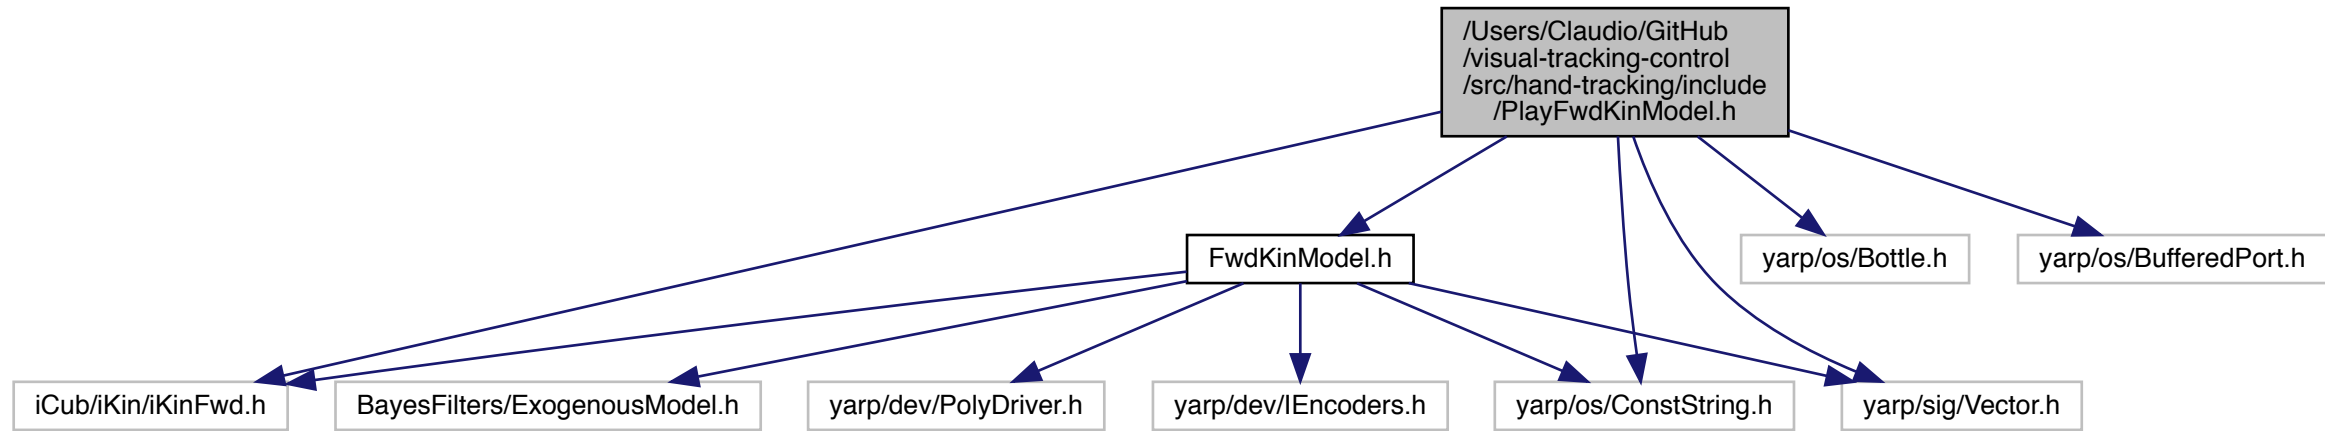 /Users/Claudio/GitHub
/visual-tracking-control
/src/hand-tracking/include
/PlayFwdKinModel.h
FwdKinModel.h
yarp/os/Bottle.h
yarp/os/BufferedPort.h
iCub/iKin/iKinFwd.h
BayesFilters/ExogenousModel.h
yarp/dev/PolyDriver.h
yarp/dev/IEncoders.h
yarp/os/ConstString.h
yarp/sig/Vector.h